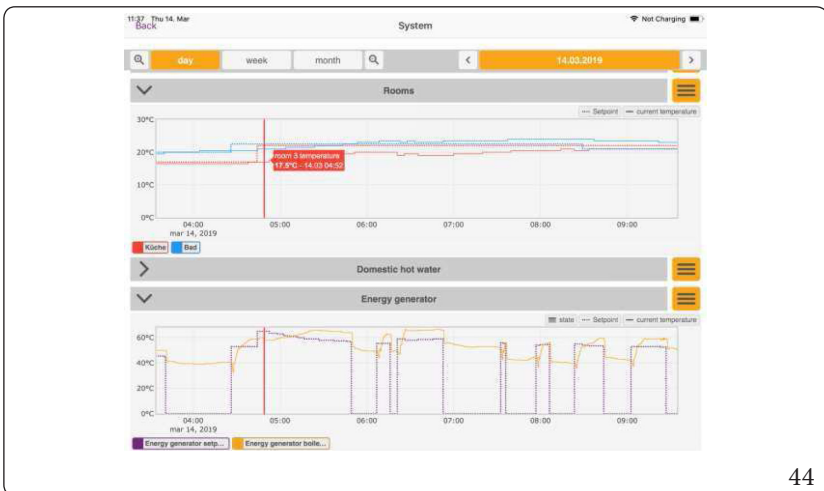 11:37 Thu 14. Mar
Not Charging
Back
System
day week month
< 14.03.2019 >
Rooms
Setpoint current temperature
30°C
room 3 temperature
17.5°C - 14.03 04:52
20°C
10°C
0°C
04:00 05:00 06:00 07:00 08:00 09:00
mar 14, 2019
Küche Bad
Domestic hot water
Energy generator
state Setpoint current temperature
60°C
40°C
20°C
0°C
04:00 05:00 06:00 07:00 08:00 09:00
mar 14, 2019
Energy generator setp... Energy generator boile...
44